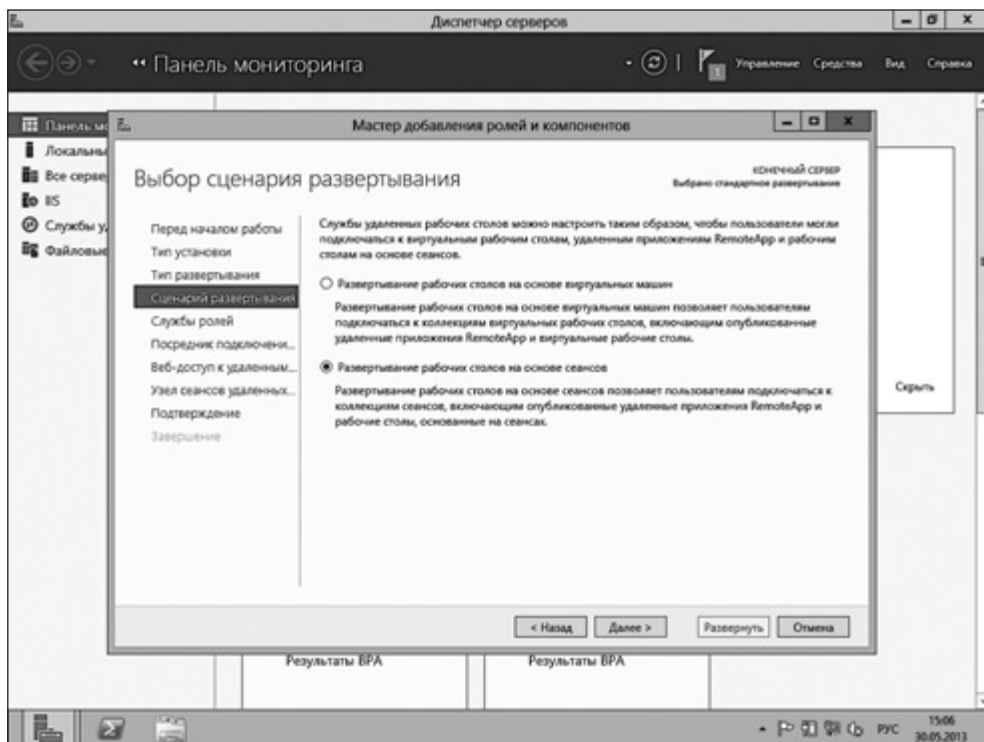 Диспетчер серверов
Панель мониторинга
1
Управление Средства Вид Справка
Панель мо
Локальны
Все сервер
IIS
Службы у
Файловые
Скрыть
Мастер добавления ролей и компонентов
Выбор сценария развертывания
КОНЕЧНЫЙ СЕРВЕР
Выбрано стандартное развертывание
Перед началом работы
Тип установки
Тип развертывания
Сценарий развертывания
Службы ролей
Посредник подключени...
Веб-доступ к удаленным...
Узел сеансов удаленных...
Подтверждение
Завершение
Службы удаленных рабочих столов можно настроить таким образом, чтобы пользователи могли
подключаться к виртуальным рабочим столам, удаленным приложениям RemoteApp и рабочим
столам на основе сеансов.
Развертывание рабочих столов на основе виртуальных машин
Развертывание рабочих столов на основе виртуальных машин позволяет пользователям
подключаться к коллекциям виртуальных рабочих столов, включающим опубликованные
удаленные приложения RemoteApp и виртуальные рабочие столы.
Развертывание рабочих столов на основе сеансов
Развертывание рабочих столов на основе сеансов позволяет пользователям подключаться к
коллекциям сеансов, включающим опубликованные удаленные приложения RemoteApp и
рабочие столы, основанные на сеансах.
< Назад Далее > Развернуть Отмена
Результаты BPA Результаты BPA
РУС
15:06
30.05.2013